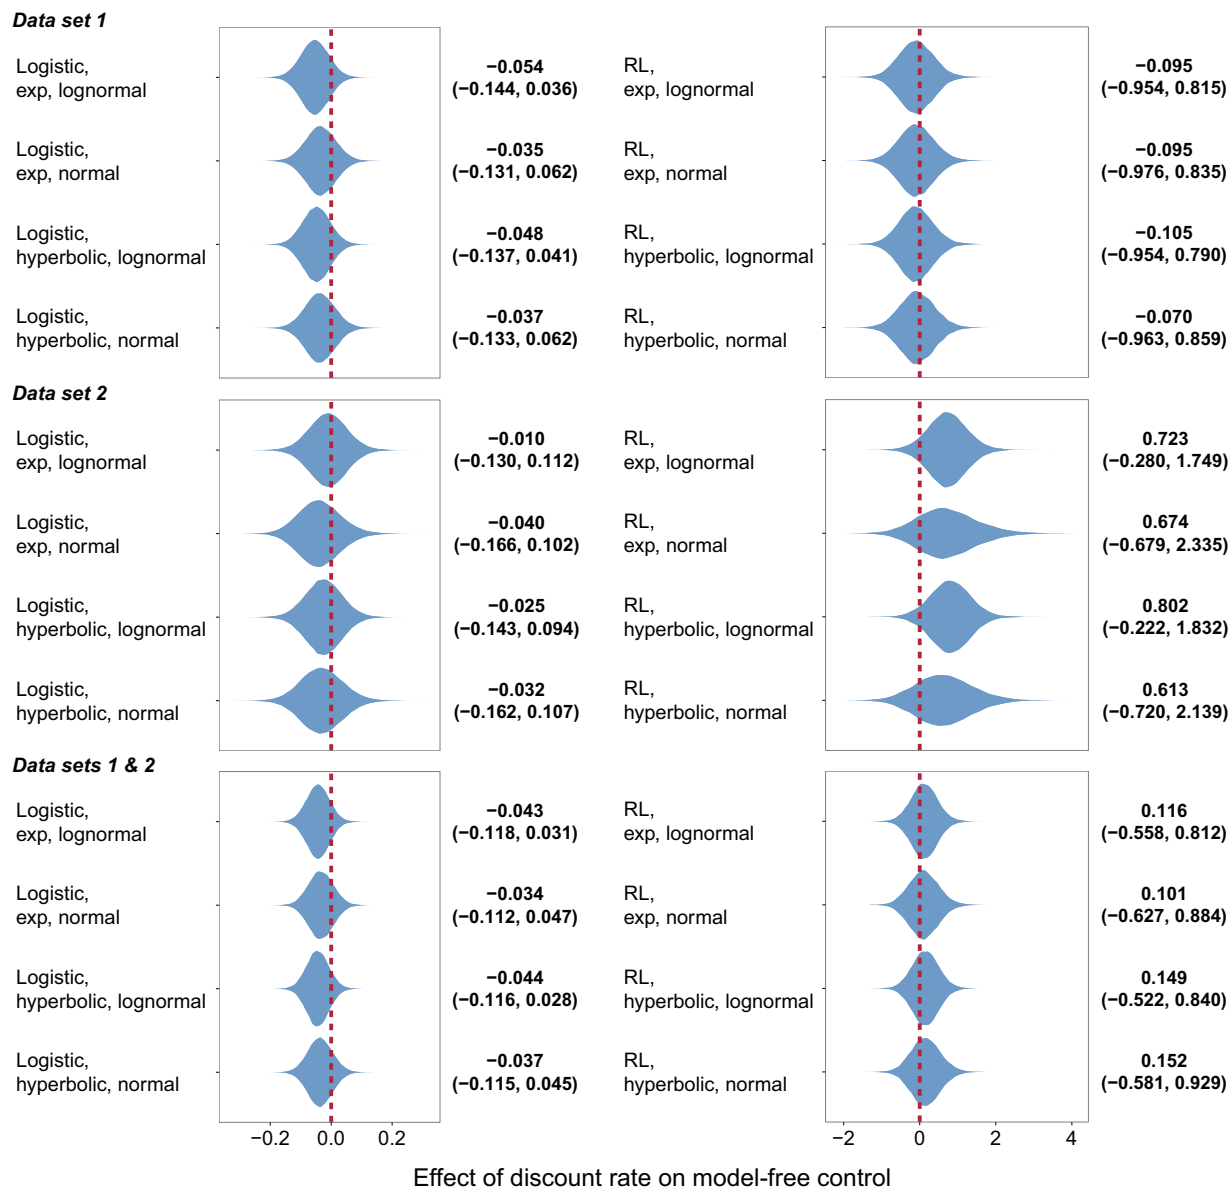 Data set 1
Logistic,
exp, lognormal
−0.054
(−0.144, 0.036)
RL,
exp, lognormal
−0.095
(−0.954, 0.815)
Logistic,
exp, normal
−0.035
(−0.131, 0.062)
RL,
exp, normal
−0.095
(−0.976, 0.835)
Logistic,
hyperbolic, lognormal
−0.048
(−0.137, 0.041)
RL,
hyperbolic, lognormal
−0.105
(−0.954, 0.790)
Logistic,
hyperbolic, normal
−0.037
(−0.133, 0.062)
RL,
hyperbolic, normal
−0.070
(−0.963, 0.859)
Data set 2
Logistic,
exp, lognormal
−0.010
(−0.130, 0.112)
RL,
exp, lognormal
0.723
(−0.280, 1.749)
Logistic,
exp, normal
−0.040
(−0.166, 0.102)
RL,
exp, normal
0.674
(−0.679, 2.335)
Logistic,
hyperbolic, lognormal
−0.025
(−0.143, 0.094)
RL,
hyperbolic, lognormal
0.802
(−0.222, 1.832)
Logistic,
hyperbolic, normal
−0.032
(−0.162, 0.107)
RL,
hyperbolic, normal
0.613
(−0.720, 2.139)
Data sets 1 & 2
Logistic,
exp, lognormal
−0.043
(−0.118, 0.031)
RL,
exp, lognormal
0.116
(−0.558, 0.812)
Logistic,
exp, normal
−0.034
(−0.112, 0.047)
RL,
exp, normal
0.101
(−0.627, 0.884)
Logistic,
hyperbolic, lognormal
−0.044
(−0.116, 0.028)
RL,
hyperbolic, lognormal
0.149
(−0.522, 0.840)
Logistic,
hyperbolic, normal
−0.037
(−0.115, 0.045)
RL,
hyperbolic, normal
0.152
(−0.581, 0.929)
−0.2 0.0 0.2
−2 0 2 4
Effect of discount rate on model-free control